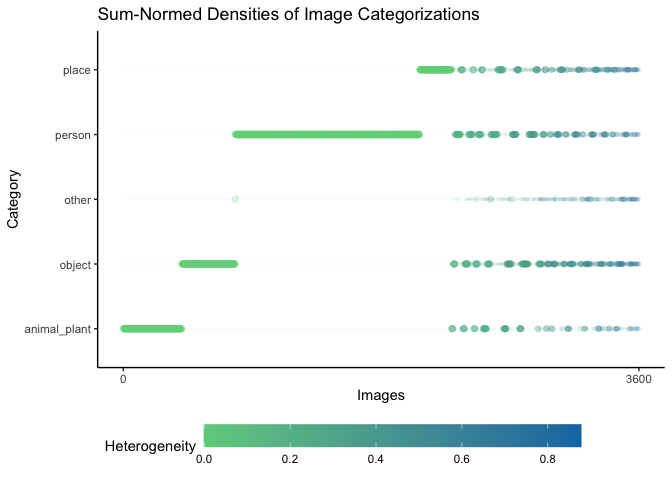 Sum-Normed Densities of Image Categorizations
Category
place
person
other
object
animal_plant
0 3600
Images
Heterogeneity
0.0 0.2 0.4 0.6 0.8